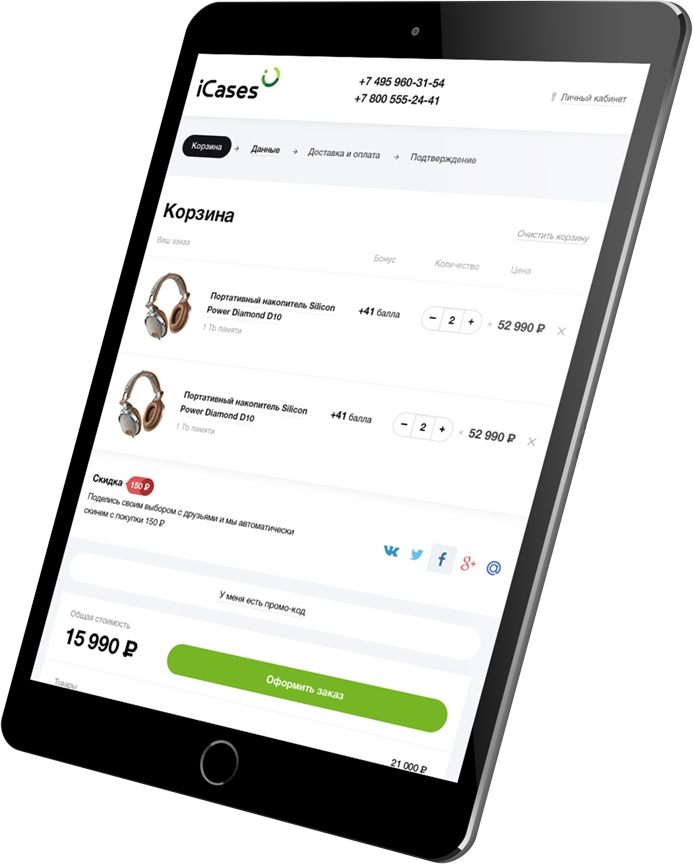 iCases
+7 495 960-31-54
+7 800 555-24-41
Личный кабинет
Корзина → Данные → Доставка и оплата → Подтверждение
Корзина
Очистить корзину
Ваш заказ
Бонус Количество Цена
Портативный накопитель Silicon
Power Diamond D10
1 Tb памяти
+41 балла
− 2 + × 52 990 ₽ ×
Портативный накопитель Silicon
Power Diamond D10
1 Tb памяти
+41 балла
− 2 + × 52 990 ₽ ×
Скидка 150 ₽
Поделись своим выбором с друзьями и мы автоматически
скинем с покупки 150 ₽
У меня есть промо-код
Общая стоимость
15 990 ₽
Оформить заказ
Товары
21 000 ₽